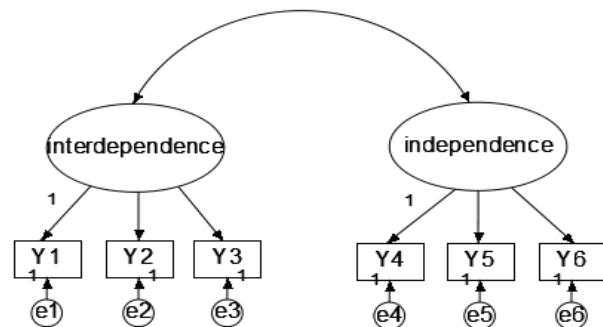 interdependence independence
1 1
Y1 Y2 Y3 Y4 Y5 Y6
1 1 1 1 1 1
e1 e2 e3 e4 e5 e6